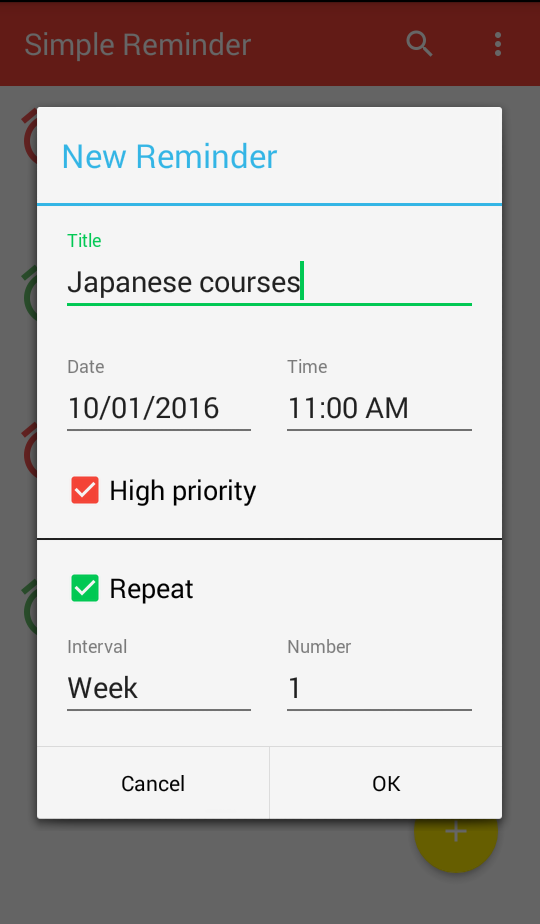 Simple Reminder
New Reminder
Title
Japanese courses
Date Time
10/01/2016 11:00 AM
High priority
Repeat
Interval Number
Week 1
Cancel OK